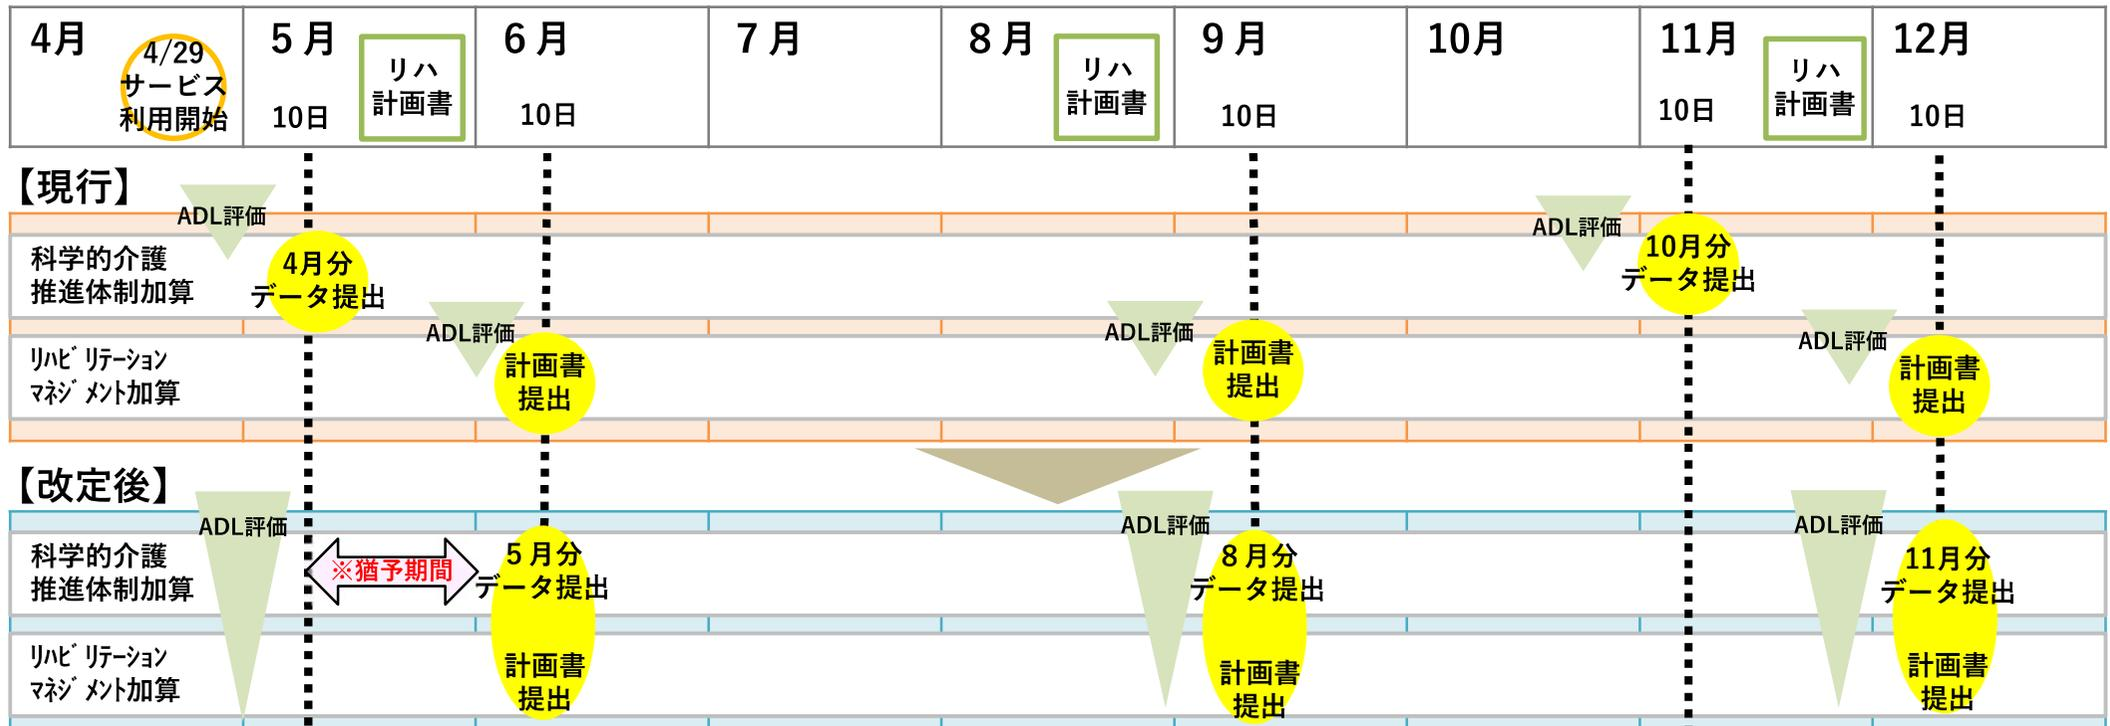 4月
4/29
サービス
利用開始
5月
10日
リハ
計画書
6月
10日
7月
8月
リハ
計画書
9月
10日
10月
11月
10日
リハ
計画書
12月
10日
【現行】
ADL評価
ADL評価
科学的介護
推進体制加算
4月分
データ提出
10月分
データ提出
ADL評価
ADL評価
ADL評価
ﾘﾊﾋﾞﾘﾃｰｼｮﾝ
ﾏﾈｼﾞﾒﾝﾄ加算
計画書
提出
計画書
提出
計画書
提出
【改定後】
ADL評価
ADL評価
ADL評価
科学的介護
推進体制加算
※猶予期間
5月分
データ提出
8月分
データ提出
11月分
データ提出
ﾘﾊﾋﾞﾘﾃｰｼｮﾝ
ﾏﾈｼﾞﾒﾝﾄ加算
計画書
提出
計画書
提出
計画書
提出